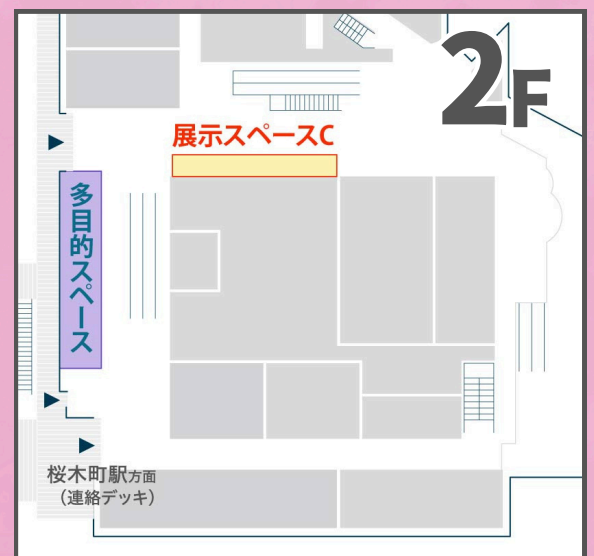 2F
展示スペースC
多目的スペース
桜木町駅方面
（連絡デッキ）